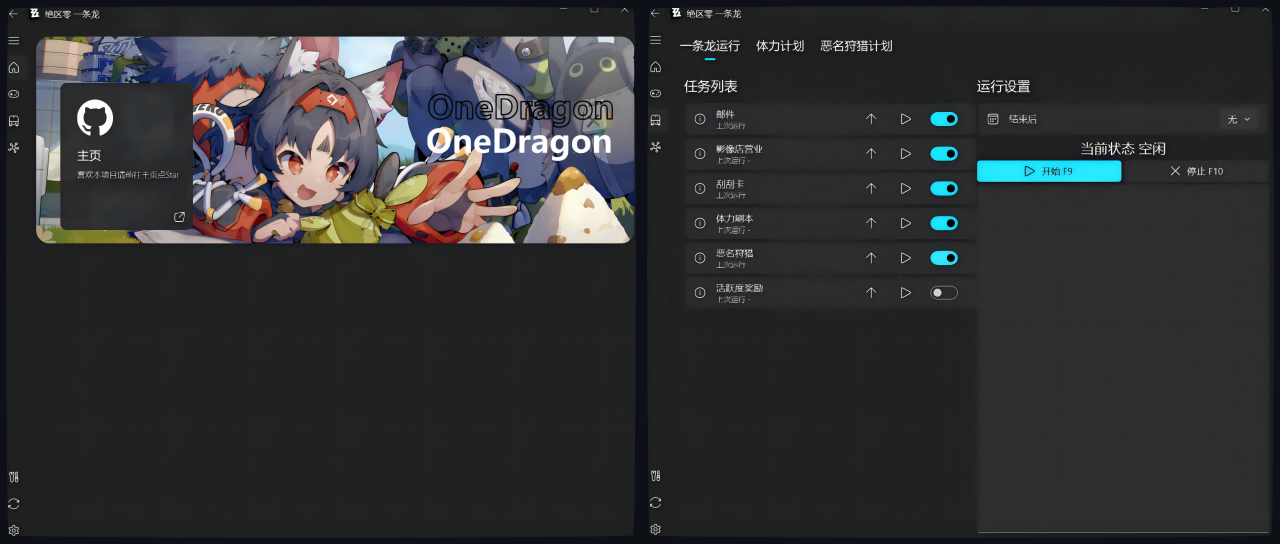 绝区零 一条龙
OneDragon
OneDragon
主页
喜欢本项目请前往主页点Star
绝区零 一条龙
一条龙运行 体力计划 恶名狩猎计划
任务列表
邮件
上次运行
影像店营业
上次运行 -
刮刮卡
上次运行 -
体力刷本
上次运行 -
恶名狩猎
上次运行
活跃度奖励
上次运行 -
运行设置
结束后 无
当前状态 空闲
开始 F9 停止 F10